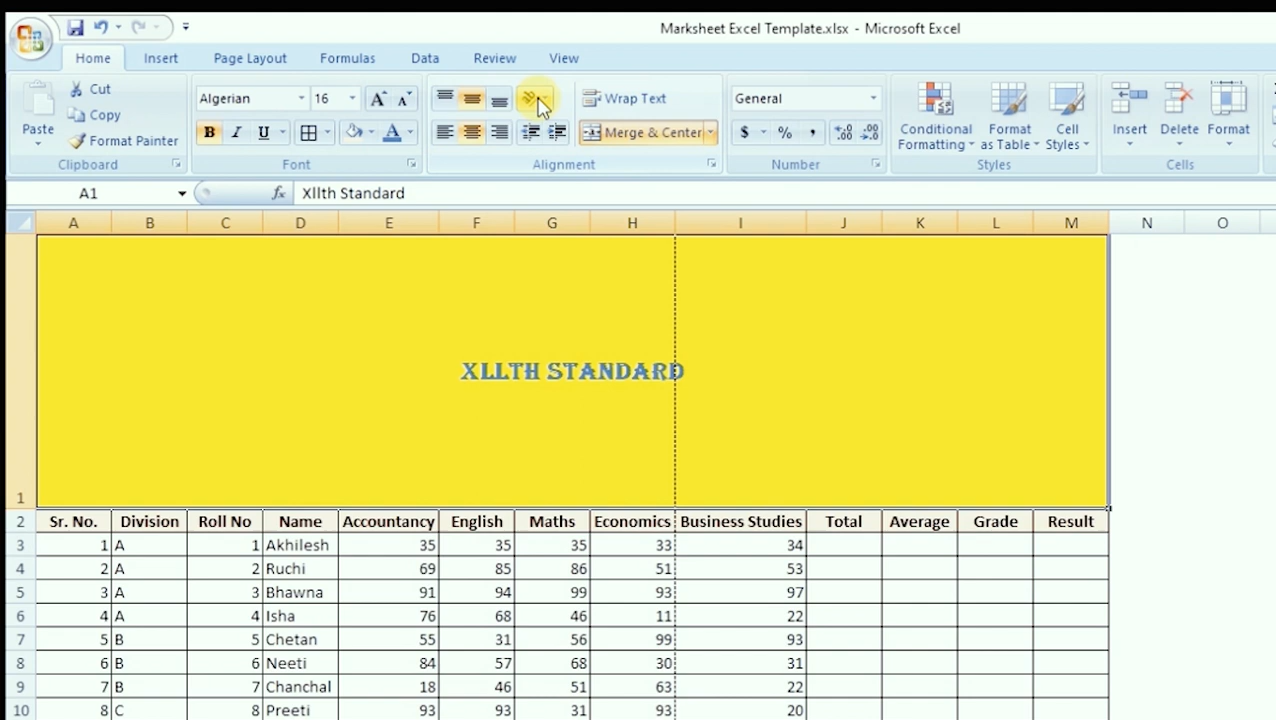 Marksheet Excel Template.xlsx - Microsoft Excel
Home Insert Page Layout Formulas Data Review View
Paste Cut Copy Format Painter Clipboard
Algerian 16 B I U A Font
Wrap Text Merge & Center Alignment
General $ % , .00 Number
Conditional Formatting Format as Table Cell Styles Styles
Insert Delete Format Cells
A1 fx Xllth Standard
A B C D E F G H I J K L M N O
XLLTH STANDARD
1
2 Sr. No. Division Roll No Name Accountancy English Maths Economics Business Studies Total Average Grade Result
3 1 A 1 Akhilesh 35 35 35 33 34
4 2 A 2 Ruchi 69 85 86 51 53
5 3 A 3 Bhawna 91 94 99 93 97
6 4 A 4 Isha 76 68 46 11 22
7 5 B 5 Chetan 55 31 56 99 93
8 6 B 6 Neeti 84 57 68 30 31
9 7 B 7 Chanchal 18 46 51 63 22
10 8 C 8 Preeti 93 93 31 93 20